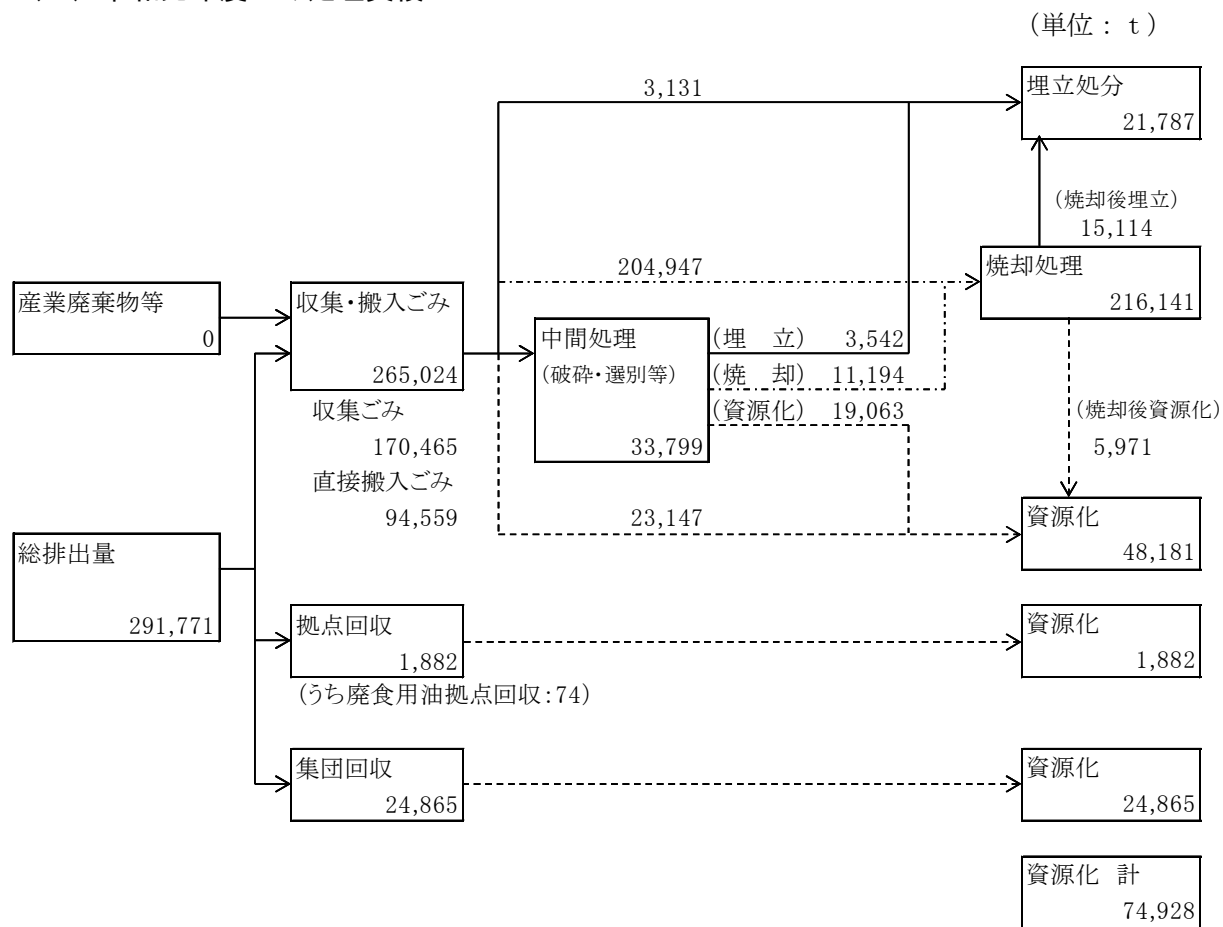 (単位： t )
3,131
埋立処分
21,787
(焼却後埋立)
15,114
204,947
焼却処理
216,141
産業廃棄物等
0
収集・搬入ごみ
265,024
中間処理
(破砕・選別等)
33,799
(埋　立)　3,542
(焼　却)　11,194
(資源化)　19,063
収集ごみ
170,465
直接搬入ごみ
94,559
(焼却後資源化)
5,971
23,147
資源化
48,181
総排出量
291,771
拠点回収
1,882
(うち廃食用油拠点回収：74)
資源化
1,882
集団回収
24,865
資源化
24,865
資源化　計
74,928